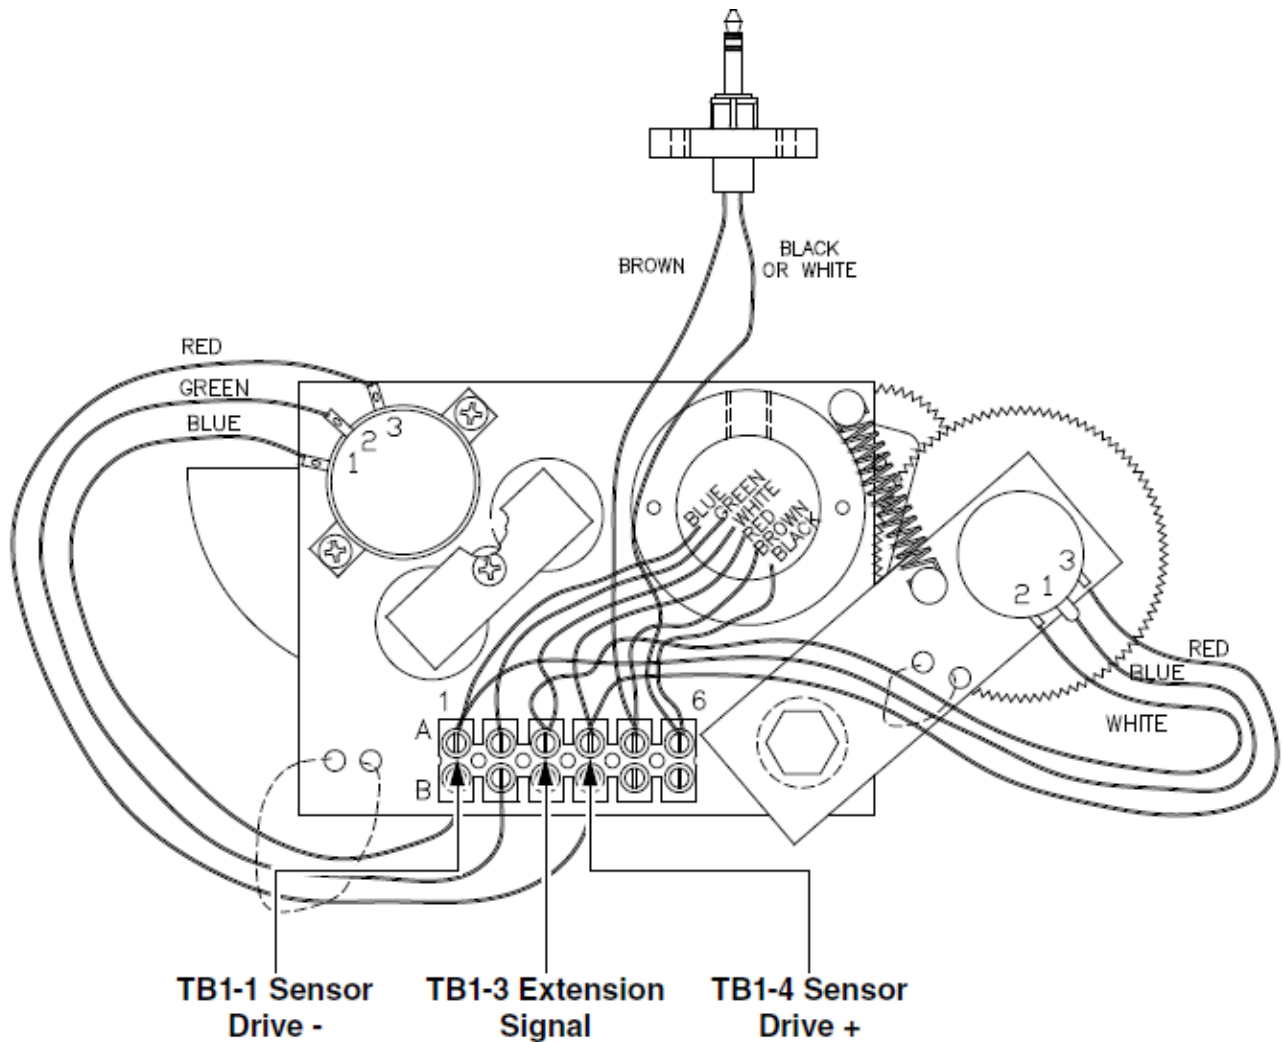 BROWN
BLACK
OR WHITE
RED
GREEN
BLUE
3
2
1
BLUE
GREEN
WHITE
RED
BROWN
BLACK
3
1
2
RED
BLUE
WHITE
1
6
A
B
TB1-1 Sensor
Drive -
TB1-3 Extension
Signal
TB1-4 Sensor
Drive +